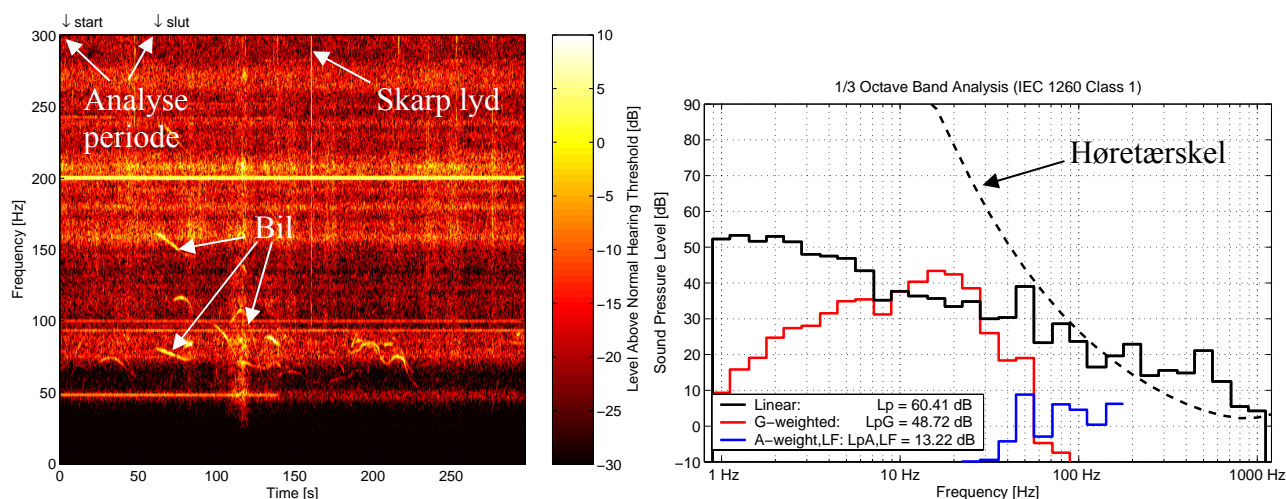 ↓ start ↓ slut
300
250
200
150
100
50
0
Frequency [Hz]
0 50 100 150 200 250
Time [s]
Analyse
periode
Skarp lyd
Bil
10
5
0
−5
−10
−15
−20
−25
−30
Level Above Normal Hearing Threshold [dB]
1/3 Octave Band Analysis (IEC 1260 Class 1)
90
80
70
60
50
40
30
20
10
0
−10
Sound Pressure Level [dB]
Høretærskel
Linear: Lp = 60.41 dB
G-weighted: LpG = 48.72 dB
A-weight,LF: LpA,LF = 13.22 dB
1 Hz 10 Hz 100 Hz 1000 Hz
Frequency [Hz]